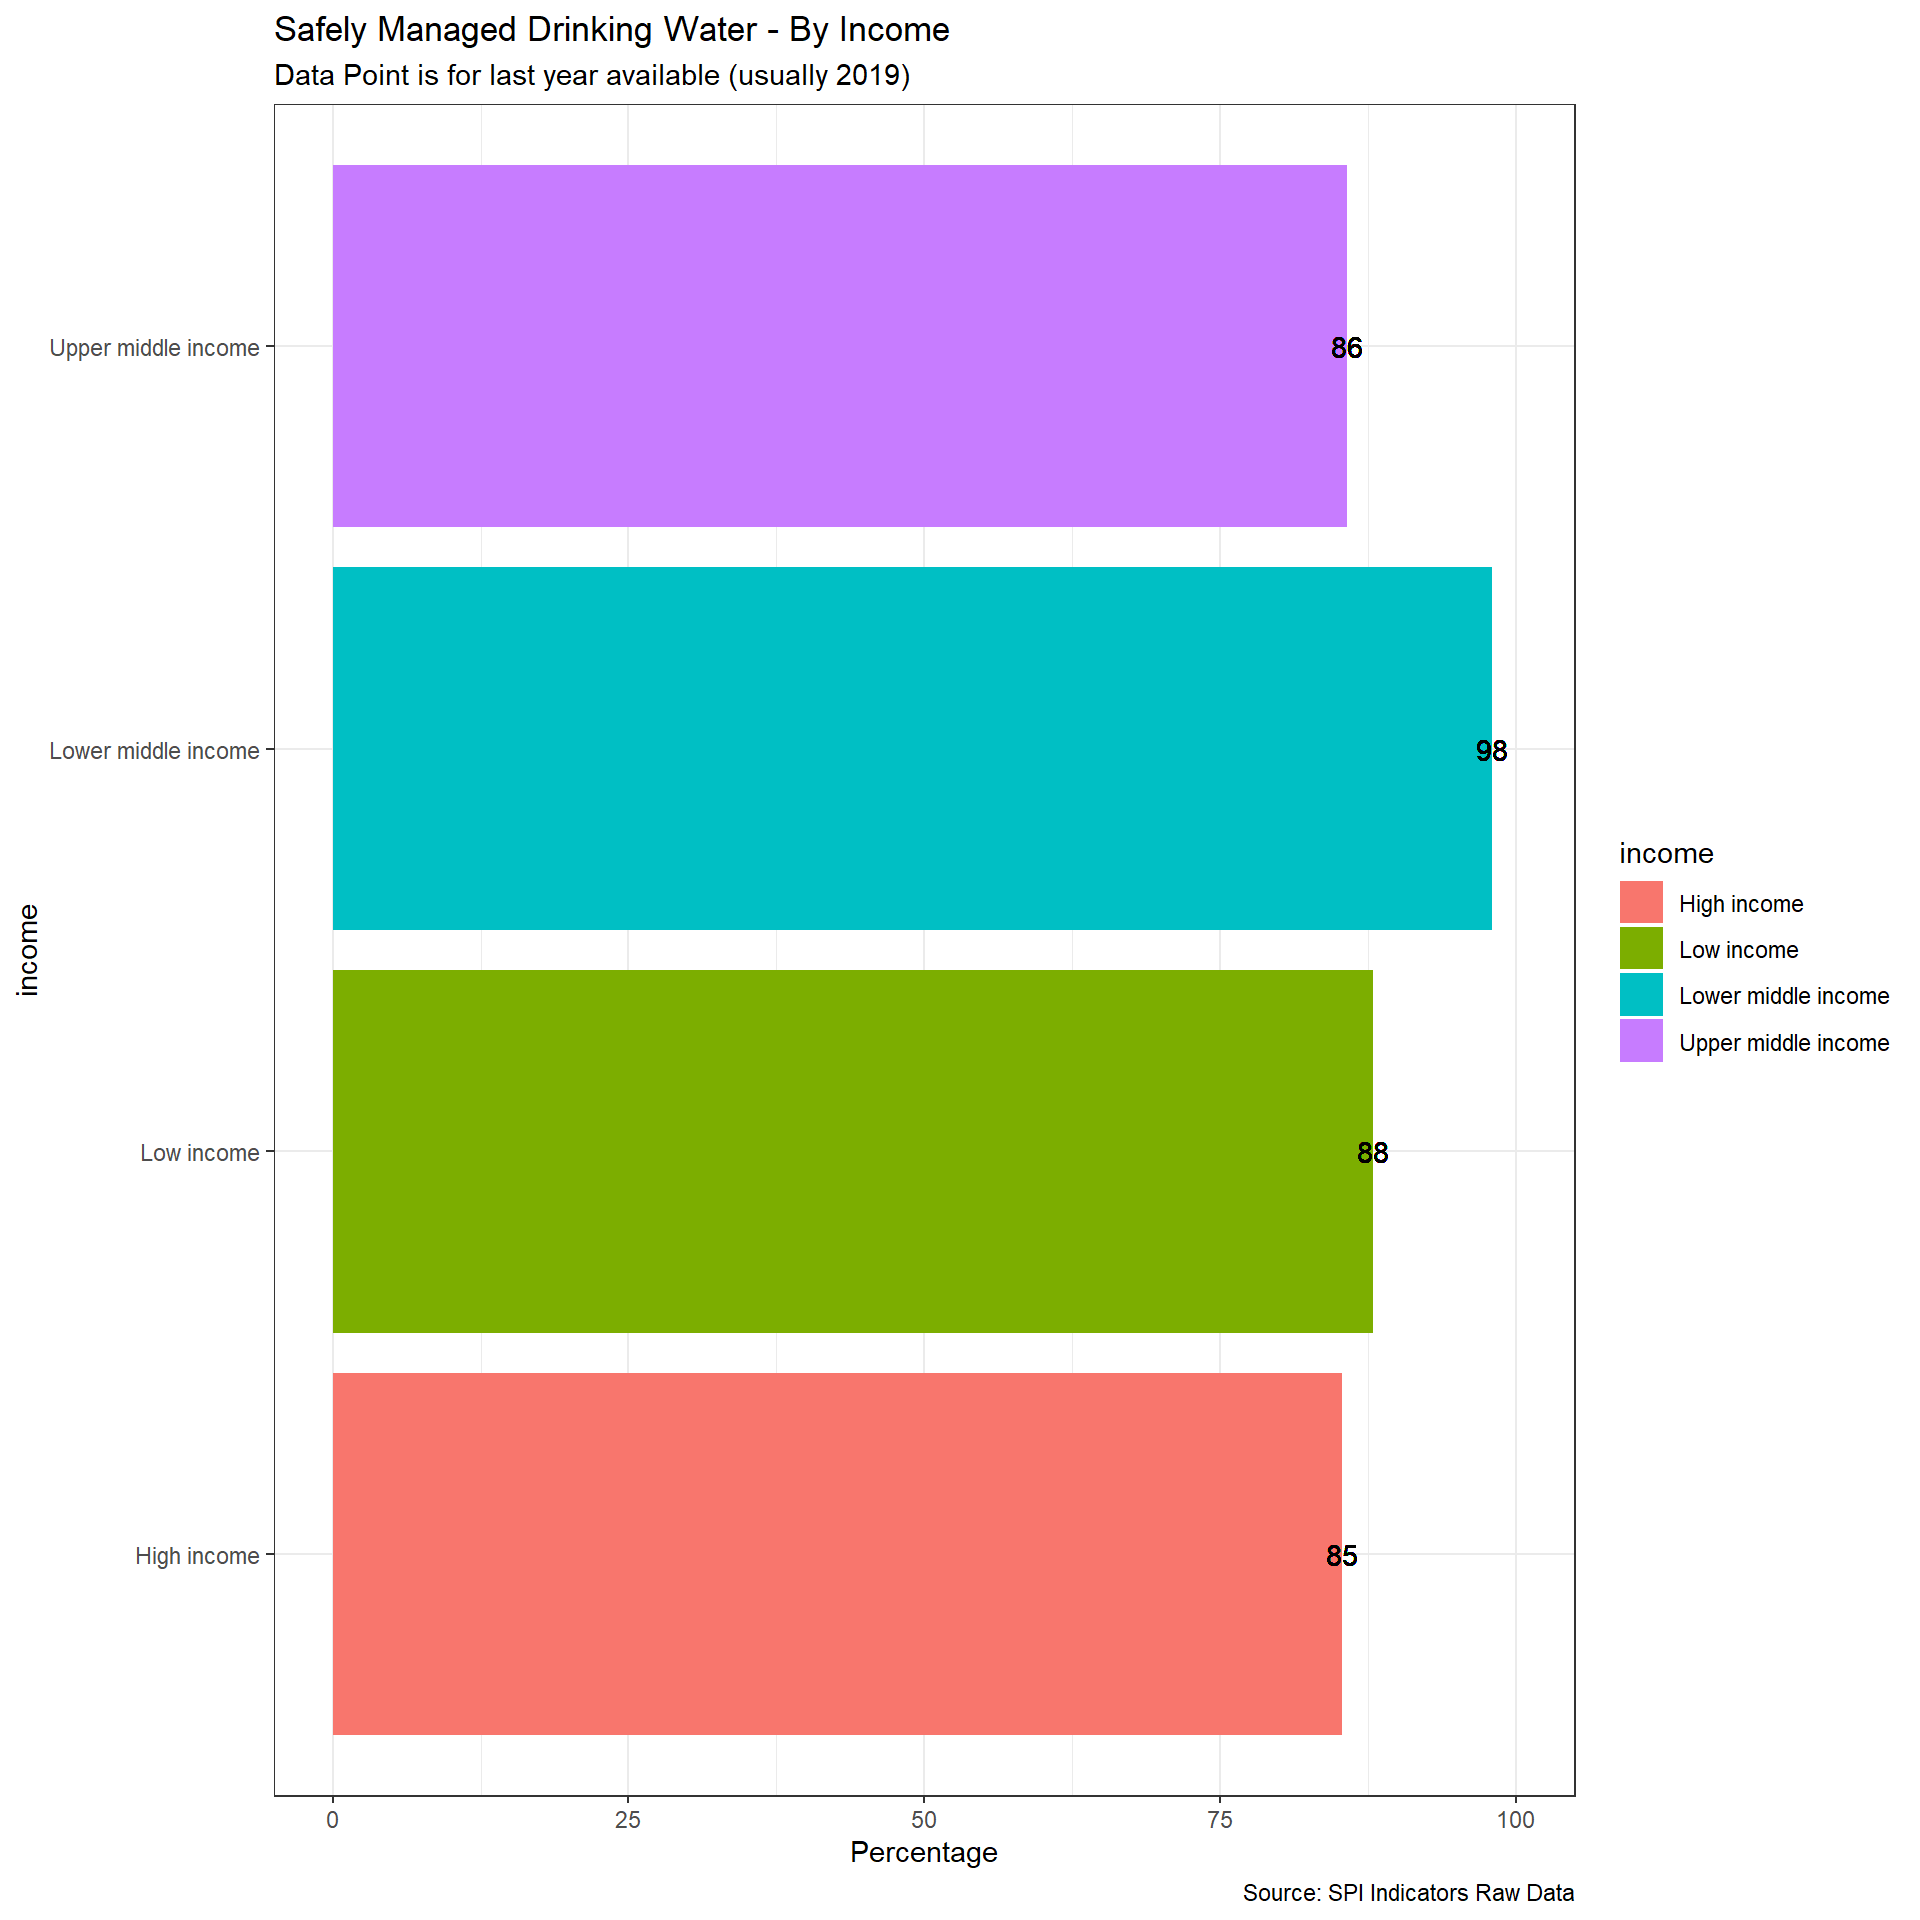 Safely Managed Drinking Water - By Income
Data Point is for last year available (usually 2019)
income
Upper middle income
86
Lower middle income
98
Low income
88
High income
85
0 25 50 75 100
Percentage
income
High income
Low income
Lower middle income
Upper middle income
Source: SPI Indicators Raw Data